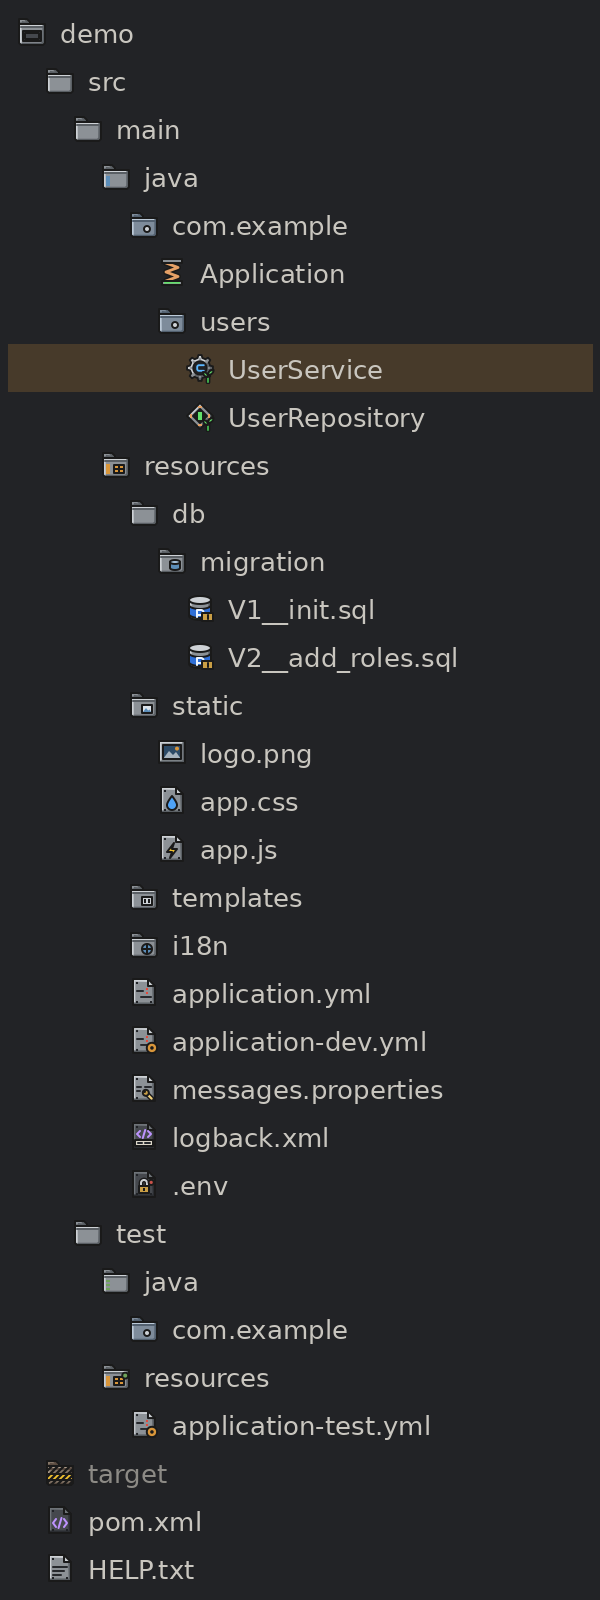 demo
src
main
java
com.example
Application
users
UserService
UserRepository
resources
db
migration
V1__init.sql
V2__add_roles.sql
static
logo.png
app.css
app.js
templates
i18n
application.yml
application-dev.yml
messages.properties
logback.xml
.env
test
java
com.example
resources
application-test.yml
target
pom.xml
HELP.txt